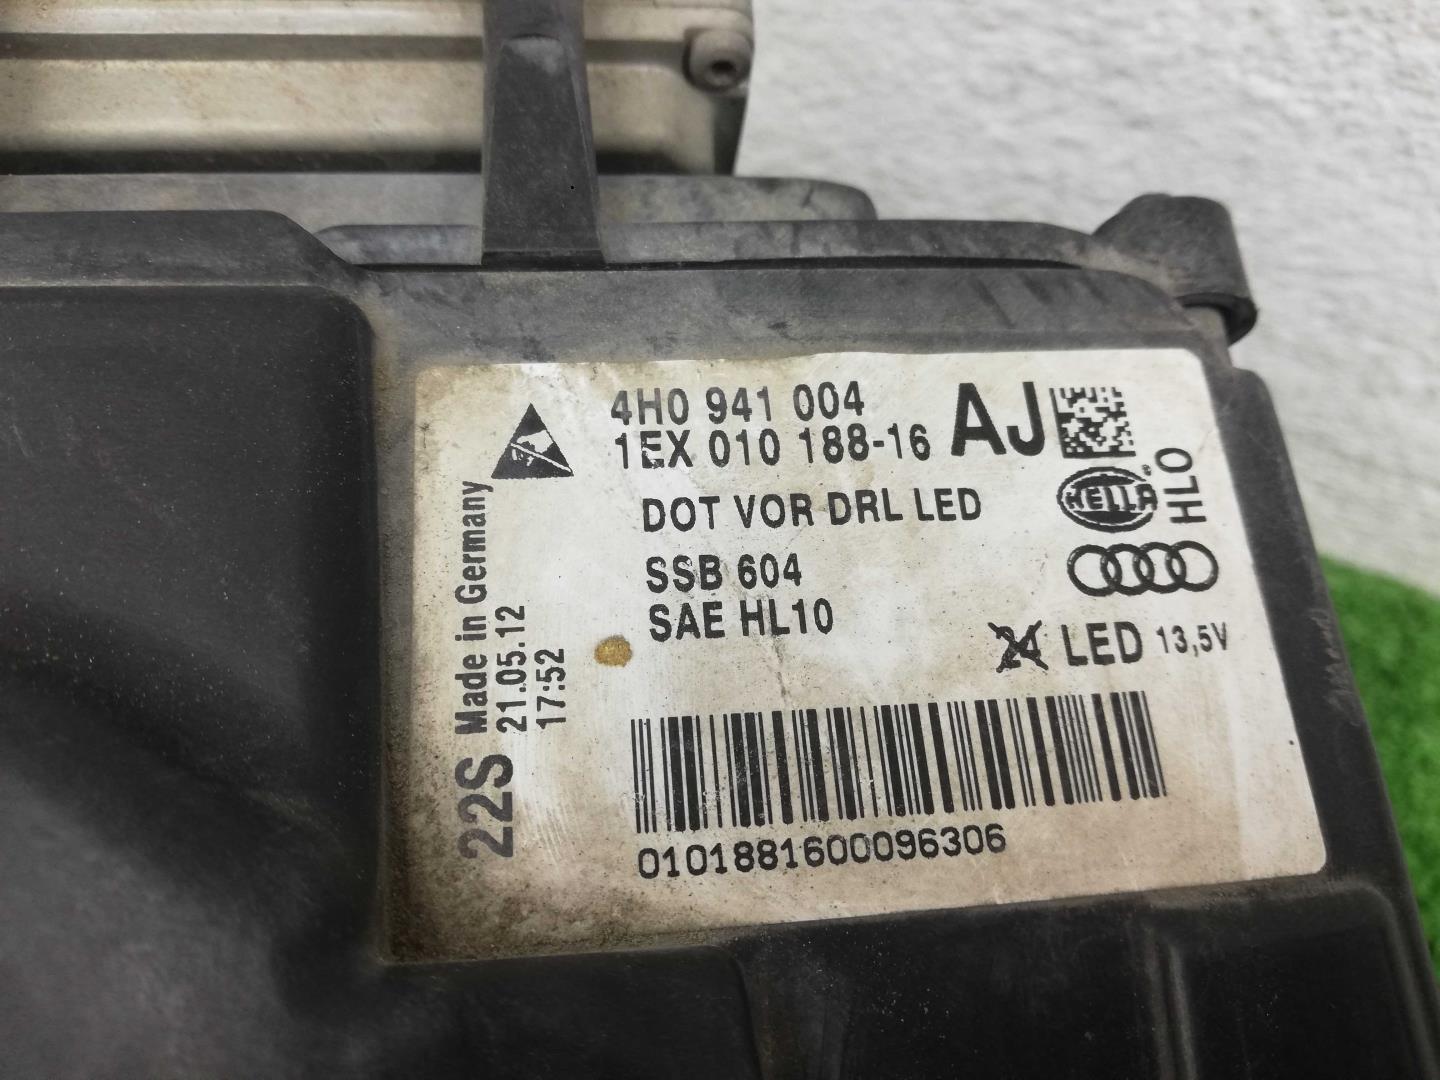 4H0 941 004
1EX 010 188-16 AJ
DOT VOR DRL LED
SSB 604
SAE HL10
HELLA
HLO
24 LED 13,5V
Made in Germany
21.05.12
17:52
22S
0101881600096306